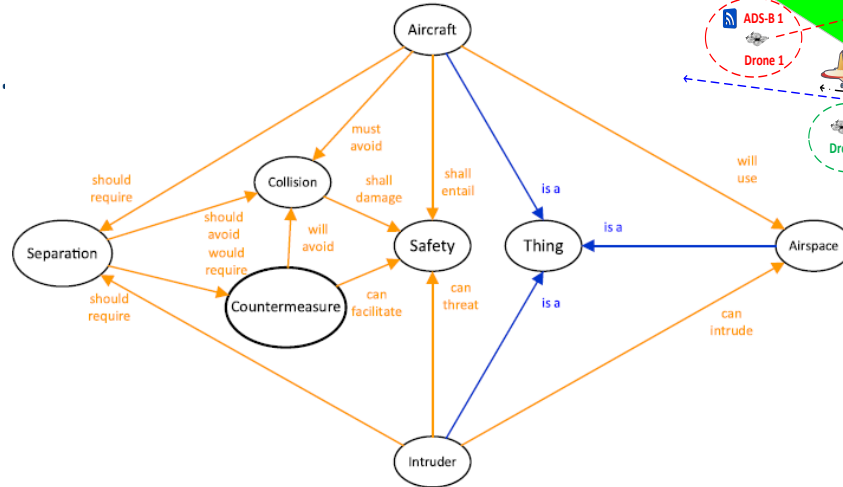 Aircraft
ADS-B 1
Drone 1
must
avoid
Collision
should
require
shall
damage
shall
entail
is a
will
use
should
avoid
would
require
will
avoid
Separation
Safety
Thing
is a
Airspace
should
require
Countermeasure
can
facilitate
can
threat
is a
can
intrude
Intruder